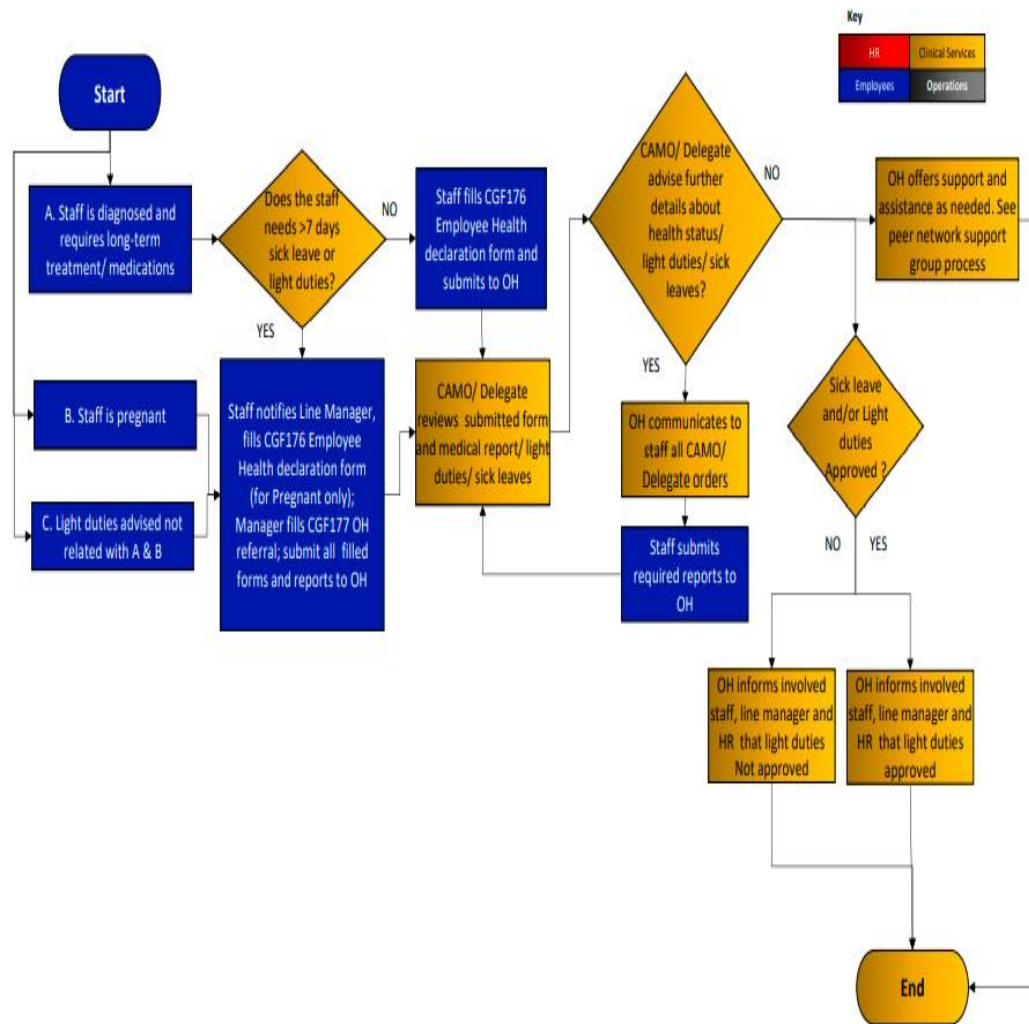 Key
HR
Clinical Services
Employees
Operations
Start
A. Staff is diagnosed and
requires long-term
treatment/ medications
Does the staff
needs >7 days
sick leave or
light duties?
NO
YES
Staff fills CGF176
Employee Health
declaration form and
submits to OH
CAMO/ Delegate
advise further
details about
health status/
light duties/ sick
leaves?
NO
YES
OH offers support and
assistance as needed. See
peer network support
group process
B. Staff is pregnant
C. Light duties advised not
related with A & B
Staff notifies Line Manager,
fills CGF176 Employee
Health declaration form
(for Pregnant only);
Manager fills CGF177 OH
referral; submit all filled
forms and reports to OH
CAMO/ Delegate
reviews submitted form
and medical report/ light
duties/ sick leaves
OH communicates to
staff all CAMO/
Delegate orders
Staff submits
required reports to
OH
Sick leave
and/or Light
duties
Approved ?
NO
YES
OH informs involved
staff, line manager and
HR that light duties
Not approved
OH informs involved
staff, line manager and
HR that light duties
approved
End